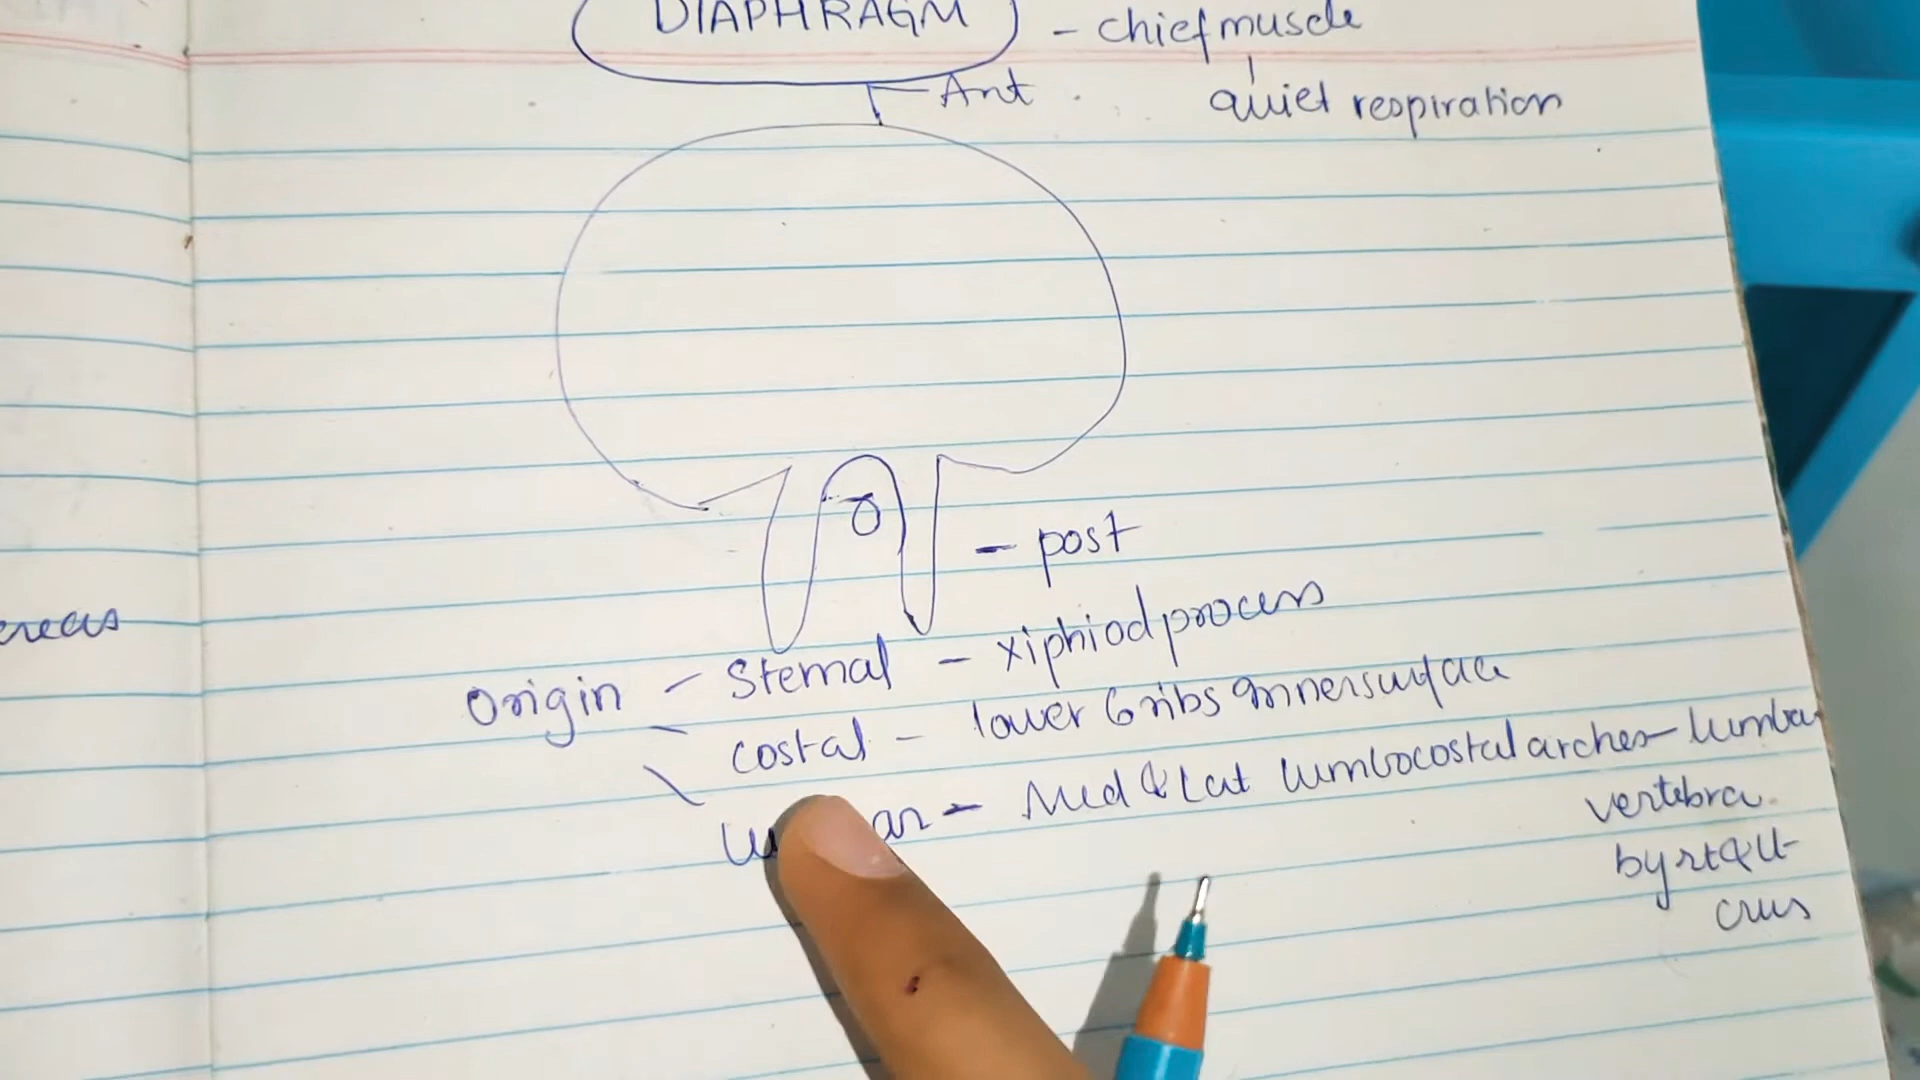 DIAPHRAGM - chief muscle
Ant
quiet respiration
- post
Origin - Sternal - xiphiod process
costal - lower 6 ribs innersurface
- Med & Lat lumbocostal arches - lumbar
vertebra.
by rt & lt
crus